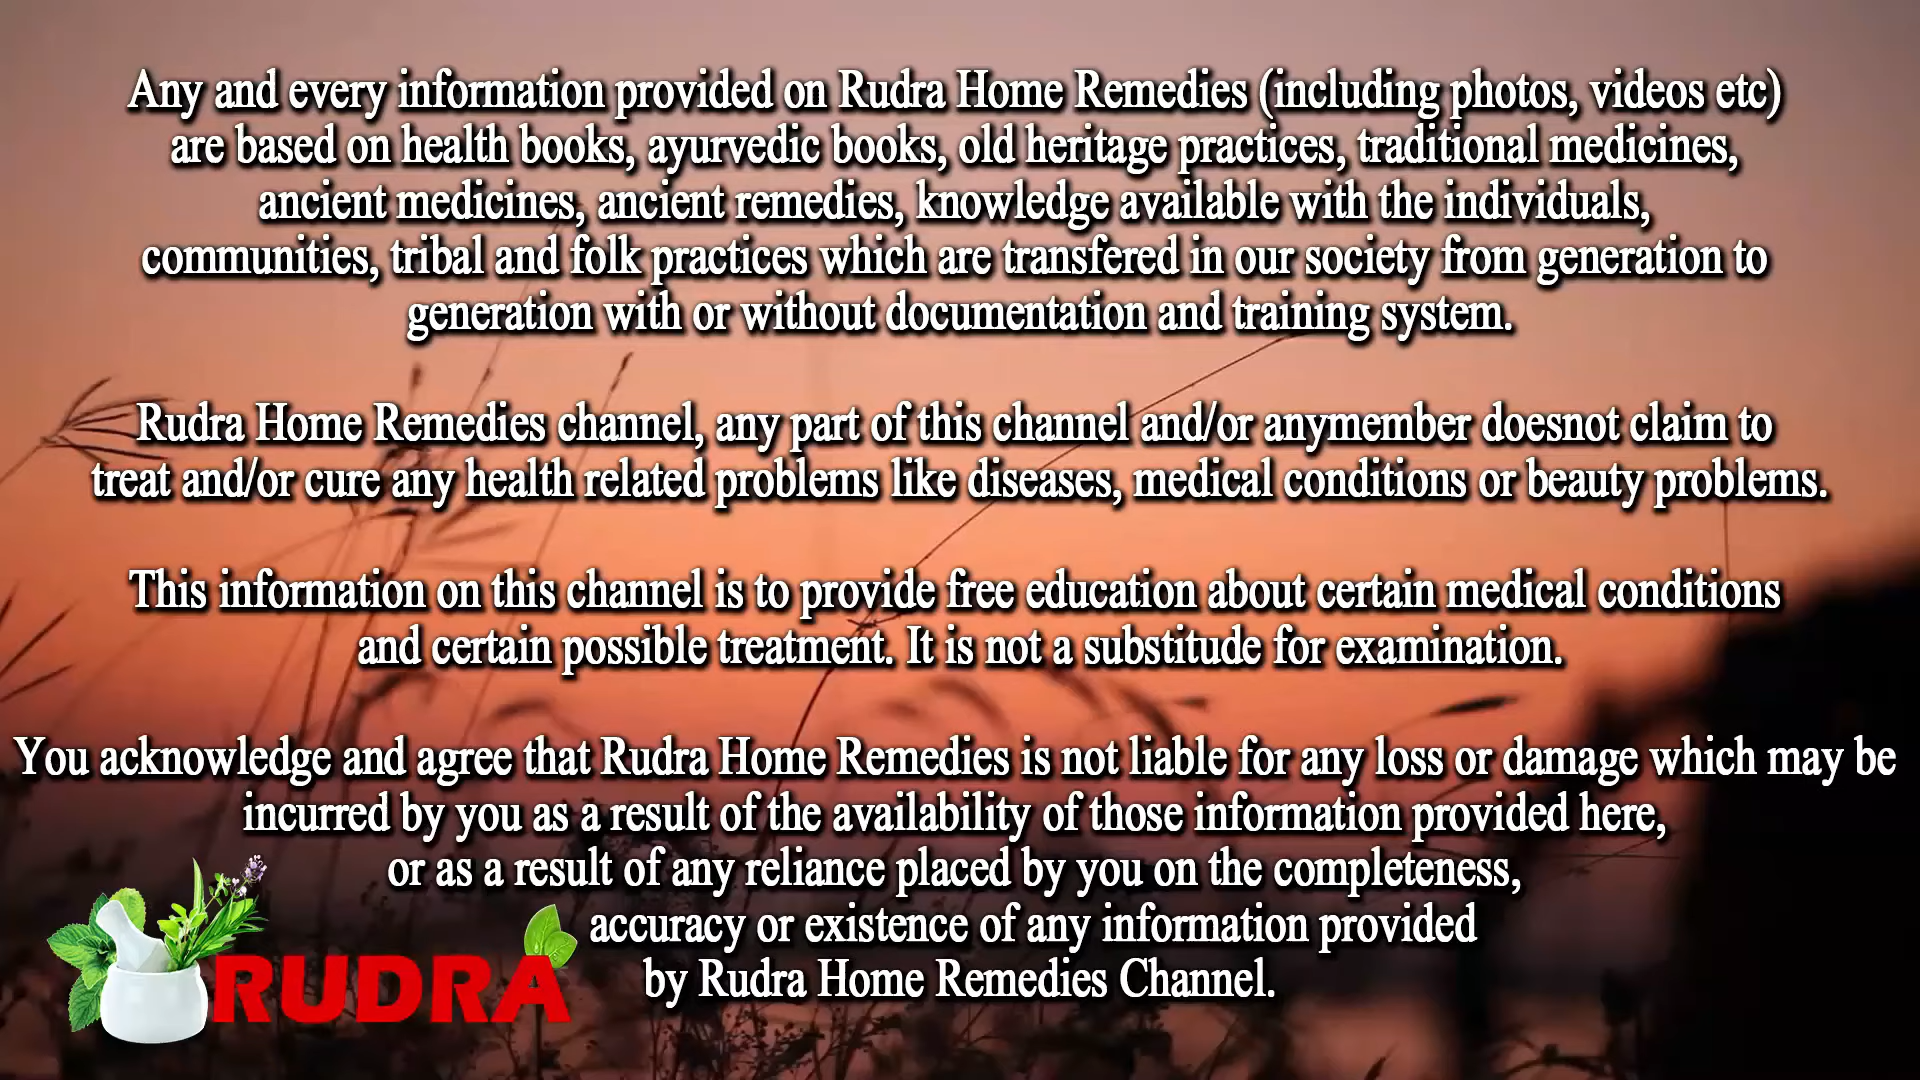 Any and every information provided on Rudra Home Remedies (including photos, videos etc)
are based on health books, ayurvedic books, old heritage practices, traditional medicines,
ancient medicines, ancient remedies, knowledge available with the individuals,
communities, tribal and folk practices which are transfered in our society from generation to
generation with or without documentation and training system.
Rudra Home Remedies channel, any part of this channel and/or anymember doesnot claim to
treat and/or cure any health related problems like diseases, medical conditions or beauty problems.
This information on this channel is to provide free education about certain medical conditions
and certain possible treatment. It is not a substitude for examination.
You acknowledge and agree that Rudra Home Remedies is not liable for any loss or damage which may be
incurred by you as a result of the availability of those information provided here,
or as a result of any reliance placed by you on the completeness,
accuracy or existence of any information provided
by Rudra Home Remedies Channel.
RUDRA